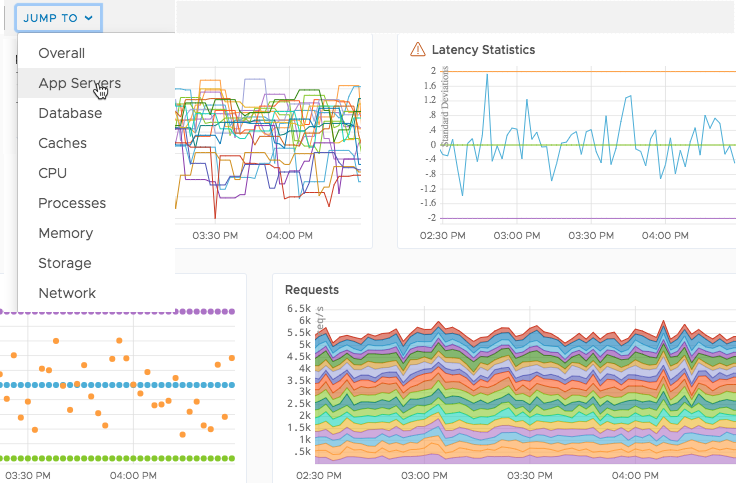 JUMP TO
Overall
App Servers
Database
Caches
CPU
Processes
Memory
Storage
Network
03:30 PM
04:00 PM
Latency Statistics
Standard Deviations
2
1.6
1.2
.8
.4
0
-.4
-.8
-1.2
-1.6
-2
02:30 PM
03:00 PM
03:30 PM
04:00 PM
03:30 PM
04:00 PM
Requests
6.5k
6k
5.5k
5k
4.5k
4k
3.5k
3k
2.5k
2k
1.5k
1k
.5k
02:30 PM
03:00 PM
03:30 PM
04:00 PM